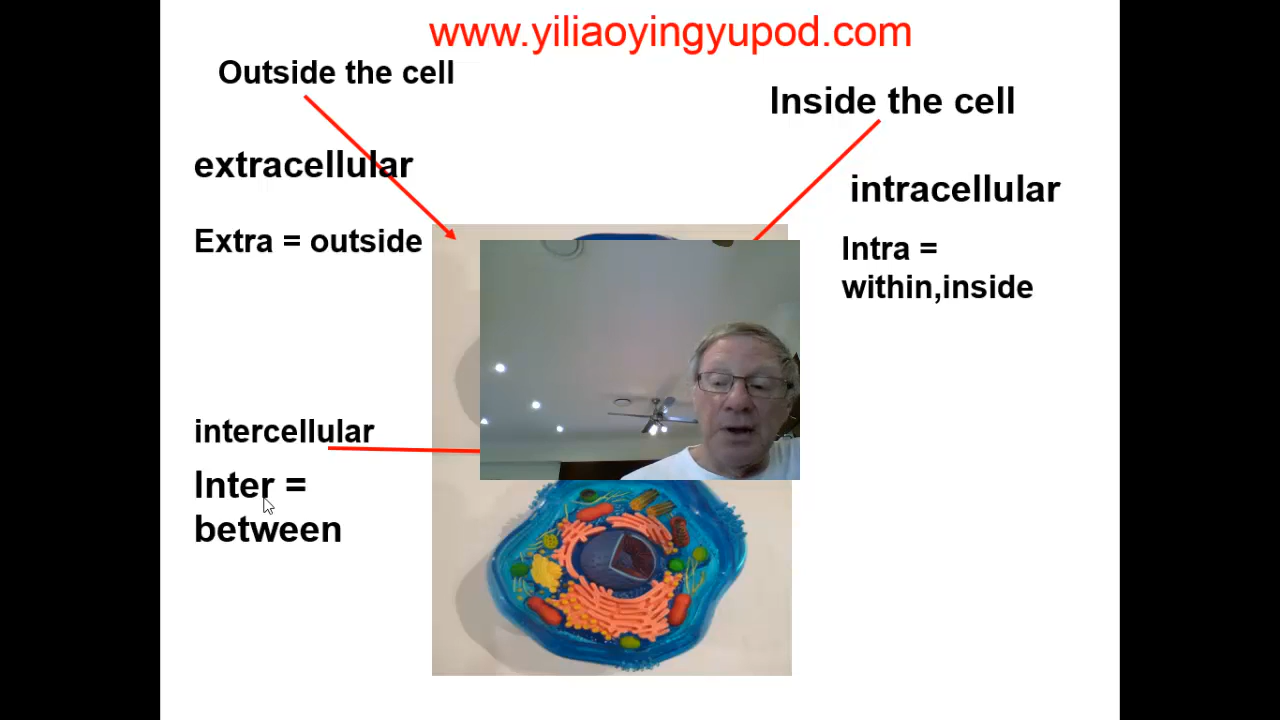 www.yiliaoyingyupod.com
Outside the cell
Inside the cell
extracellular
intracellular
Extra = outside
Intra =
within,inside
intercellular
Inter =
between